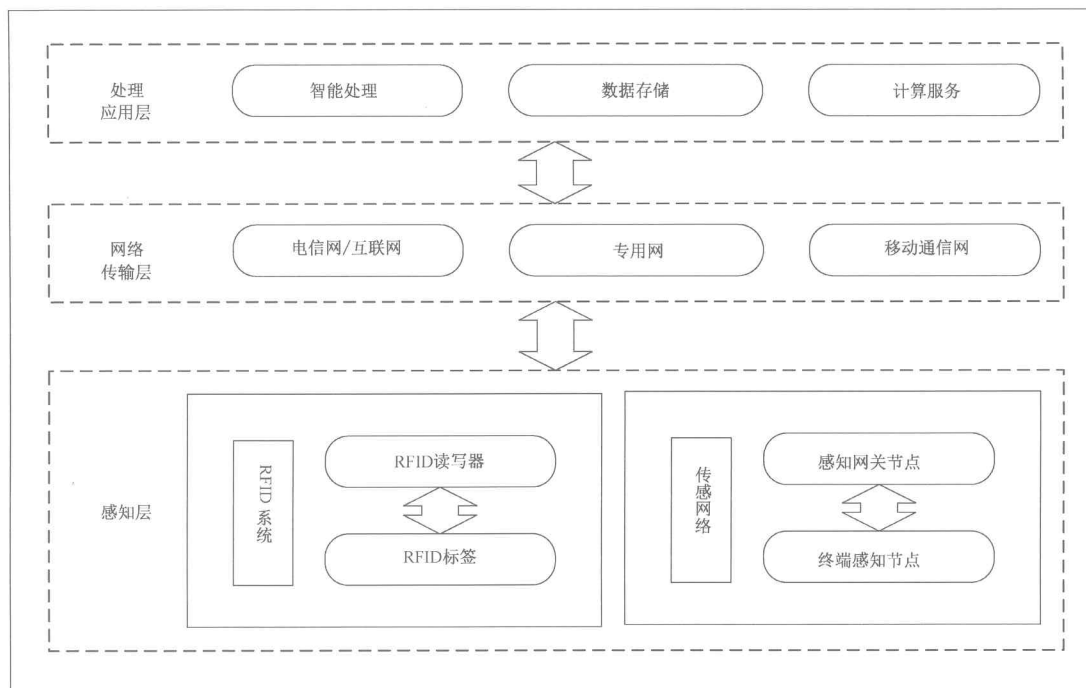 处理
应用层
智能处理
数据存储
计算服务
网络
传输层
电信网/互联网
专用网
移动通信网
感知层
RFID 系统
RFID读写器
RFID标签
传感网络
感知网关节点
终端感知节点